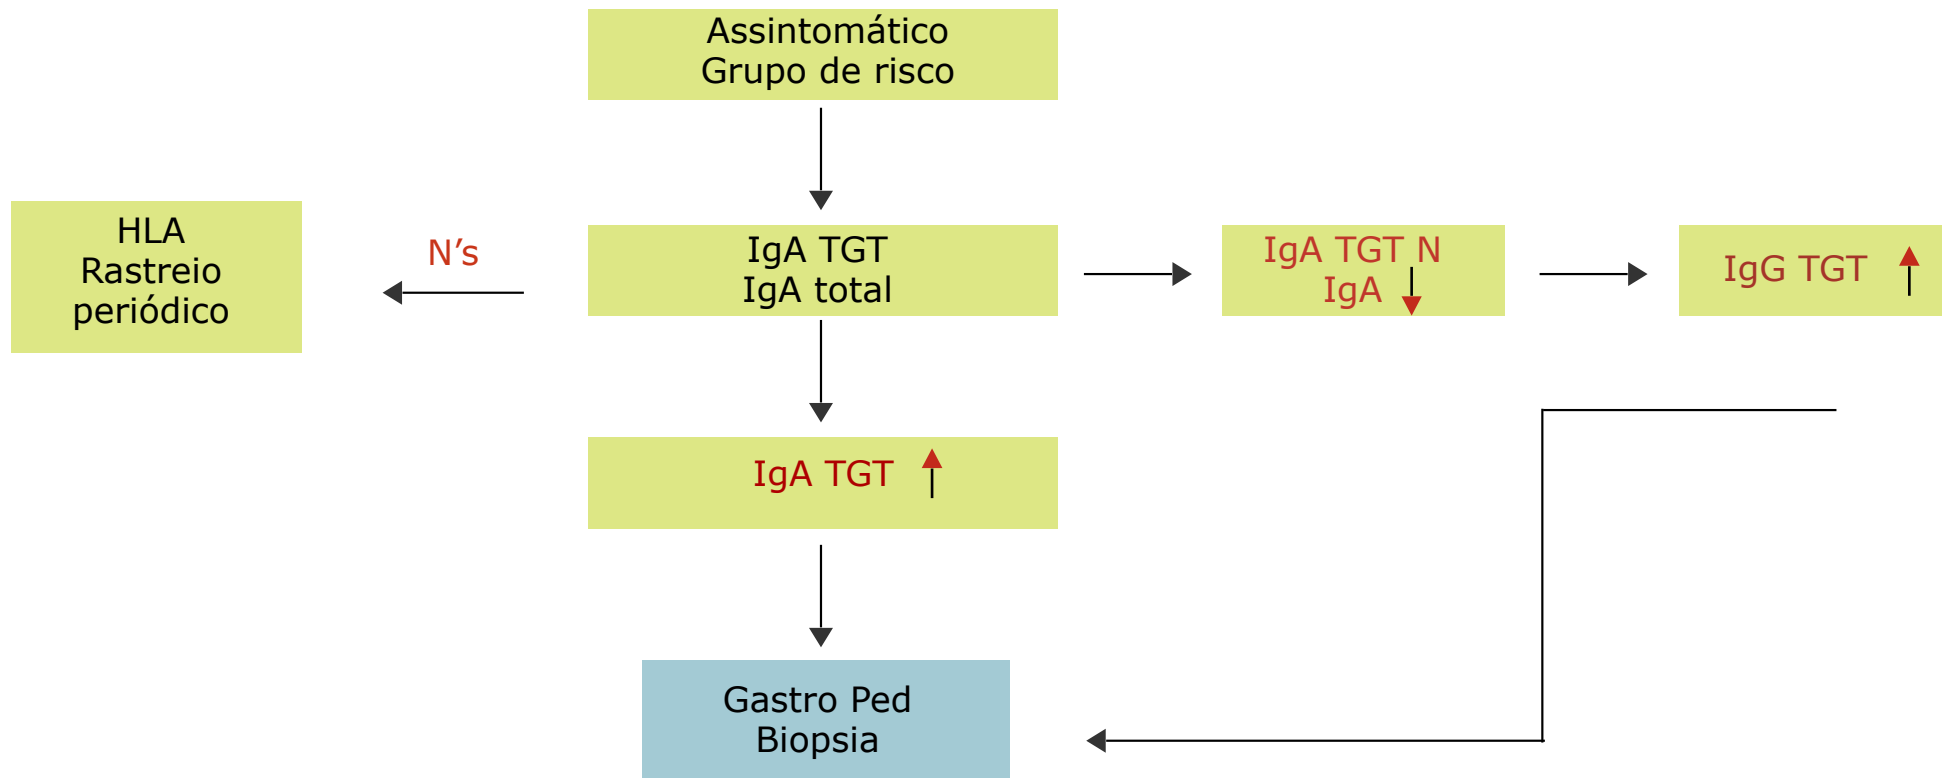 Assintomático
Grupo de risco
HLA
Rastreio
periódico
N’s
IgA TGT
IgA total
IgA TGT N
IgA
IgG TGT
IgA TGT
Gastro Ped
Biopsia